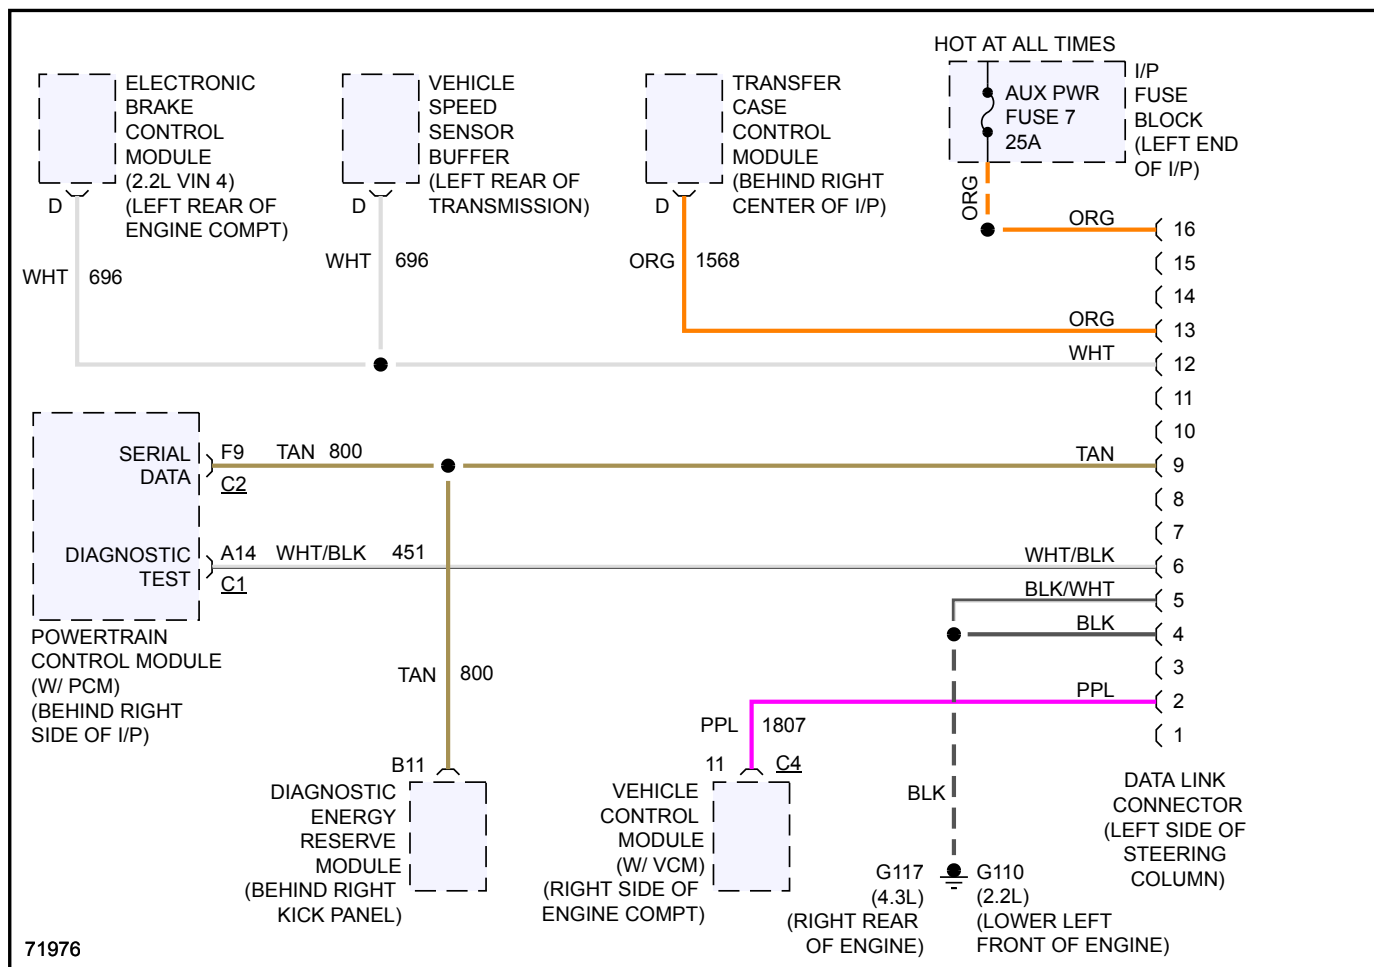 HOT AT ALL TIMES
ELECTRONIC
BRAKE
CONTROL
MODULE
(2.2L VIN 4)
(LEFT REAR OF
ENGINE COMPT)
D
WHT 696
VEHICLE
SPEED
SENSOR
BUFFER
(LEFT REAR OF
TRANSMISSION)
D
WHT 696
TRANSFER
CASE
CONTROL
MODULE
(BEHIND RIGHT
CENTER OF I/P)
D
ORG 1568
AUX PWR
FUSE 7
25A
I/P
FUSE
BLOCK
(LEFT END
OF I/P)
ORG
ORG 16
15
14
ORG 13
WHT 12
11
10
TAN 9
8
7
WHT/BLK 6
BLK/WHT 5
BLK 4
3
PPL 2
1
DATA LINK
CONNECTOR
(LEFT SIDE OF
STEERING
COLUMN)
SERIAL
DATA
F9 TAN 800
C2
DIAGNOSTIC
TEST
A14 WHT/BLK 451
C1
POWERTRAIN
CONTROL MODULE
(W/ PCM)
(BEHIND RIGHT
SIDE OF I/P)
TAN 800
B11
DIAGNOSTIC
ENERGY
RESERVE
MODULE
(BEHIND RIGHT
KICK PANEL)
PPL 1807
11 C4
VEHICLE
CONTROL
MODULE
(W/ VCM)
(RIGHT SIDE OF
ENGINE COMPT)
BLK
G117
(4.3L)
(RIGHT REAR
OF ENGINE)
G110
(2.2L)
(LOWER LEFT
FRONT OF ENGINE)
71976